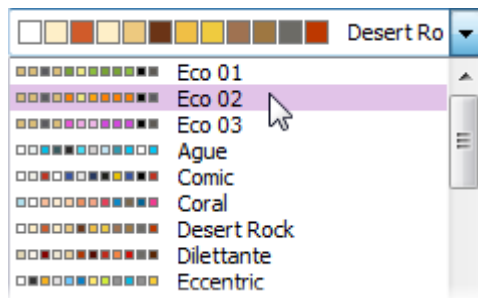 Desert Ro
Eco 01
Eco 02
Eco 03
Ague
Comic
Coral
Desert Rock
Dilettante
Eccentric